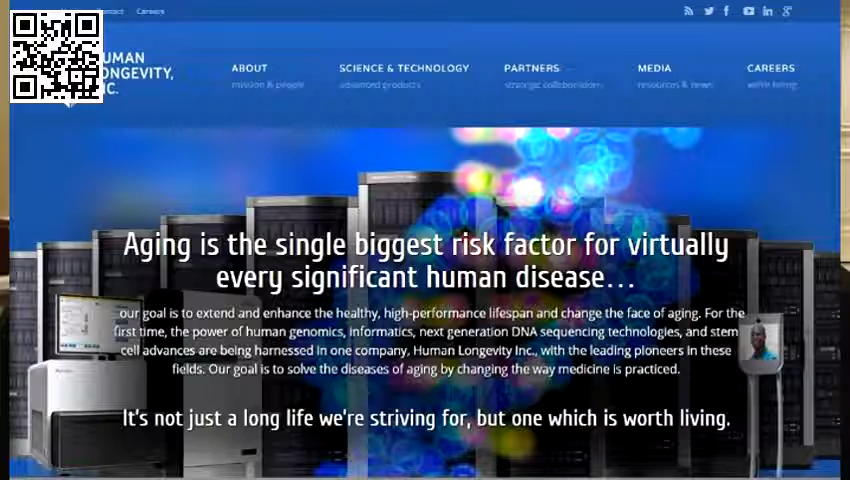 Contact Careers
UMAN
ONGEVITY,
C.
ABOUT
mission & people
SCIENCE & TECHNOLOGY
advanced products
PARTNERS
strategic collaborations
MEDIA
resources & news
CAREERS
we're hiring
Aging is the single biggest risk factor for virtually
every significant human disease...
our goal is to extend and enhance the healthy, high-performance lifespan and change the face of aging. For the
first time, the power of human genomics, informatics, next generation DNA sequencing technologies, and stem
cell advances are being harnessed in one company, Human Longevity Inc., with the leading pioneers in these
fields. Our goal is to solve the diseases of aging by changing the way medicine is practiced.
It's not just a long life we're striving for, but one which is worth living.